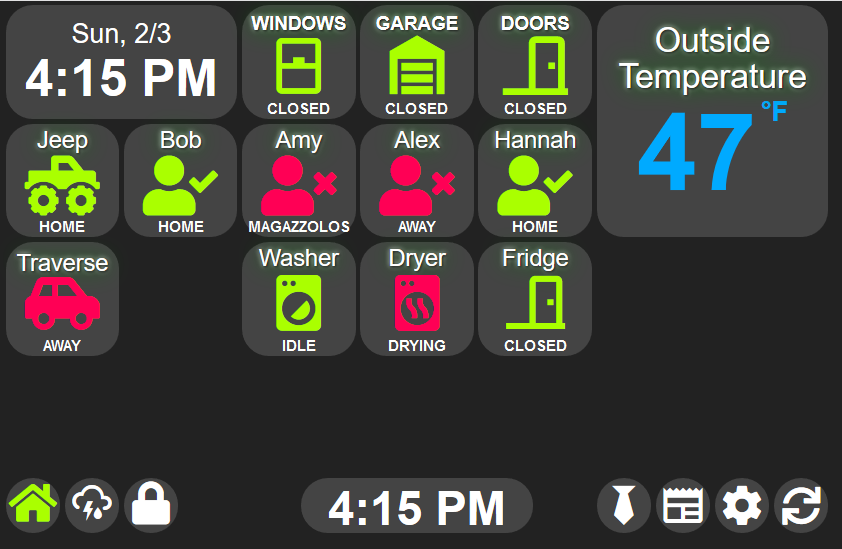 Sun, 2/3
4:15 PM
WINDOWS
CLOSED
GARAGE
CLOSED
DOORS
CLOSED
Outside
Temperature
47 °F
Jeep
HOME
Bob
HOME
Amy
MAGAZZOLOS
Alex
AWAY
Hannah
HOME
Traverse
AWAY
Washer
IDLE
Dryer
DRYING
Fridge
CLOSED
4:15 PM